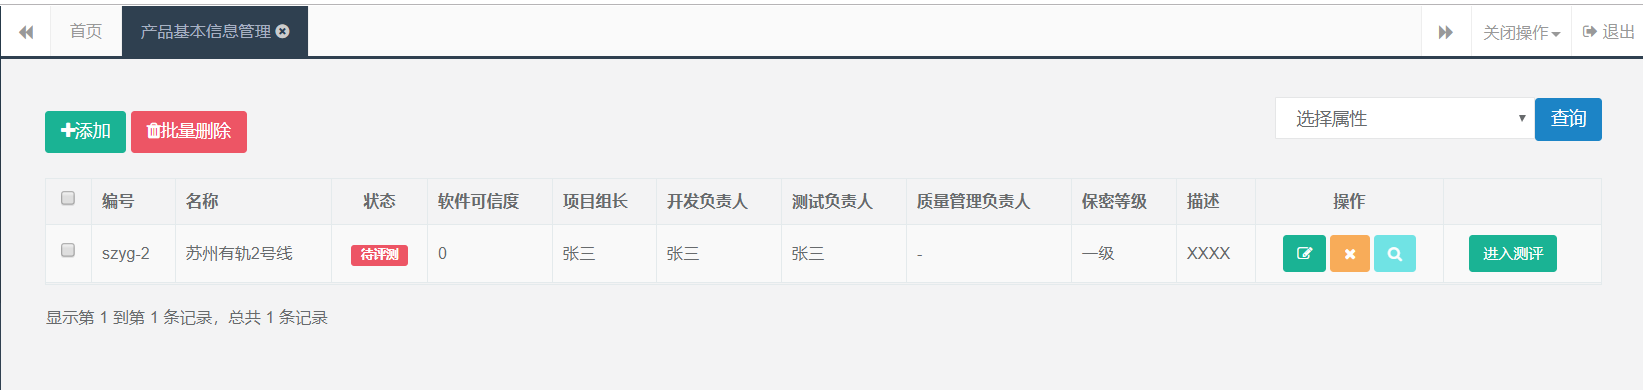 首页 产品基本信息管理 关闭操作 退出
添加 批量删除 选择属性 查询
编号 名称 状态 软件可信度 项目组长 开发负责人 测试负责人 质量管理负责人 保密等级 描述 操作
szyg-2 苏州有轨2号线 待评测 0 张三 张三 张三 - 一级 XXXX 进入测评
显示第 1 到第 1 条记录，总共 1 条记录